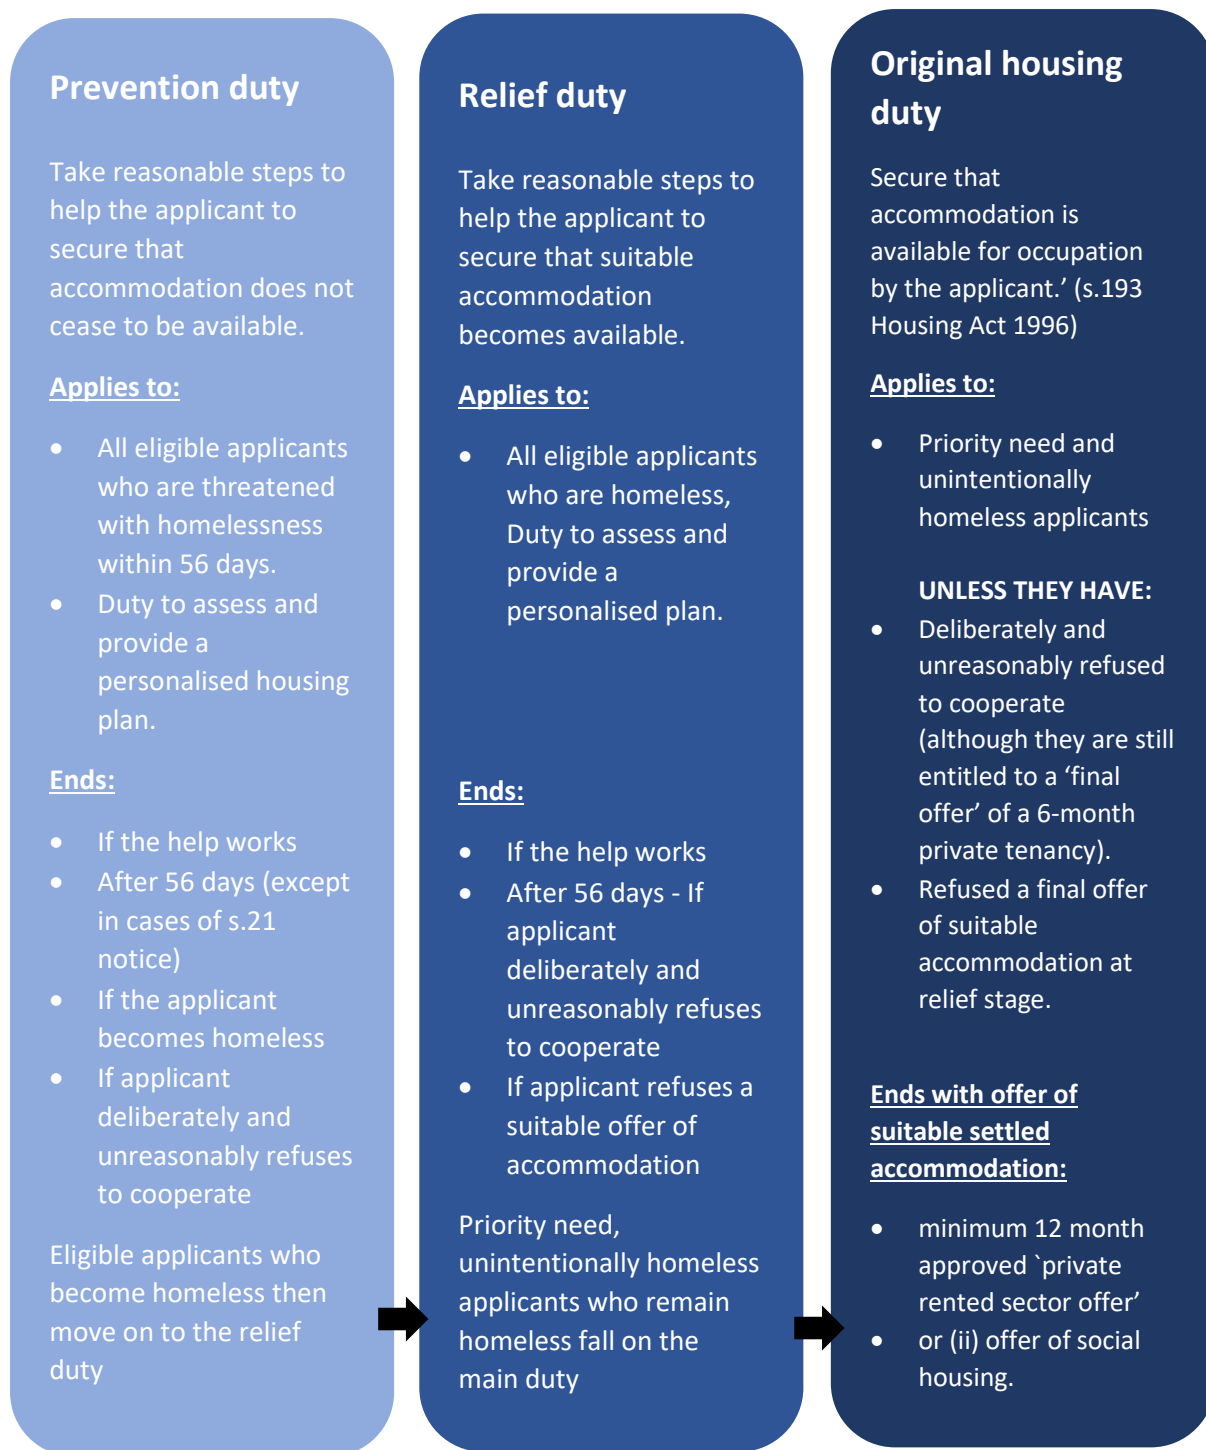 Prevention duty
Take reasonable steps to
help the applicant to
secure that
accommodation does not
cease to be available.
Applies to:
• All eligible applicants
who are threatened
with homelessness
within 56 days.
• Duty to assess and
provide a
personalised housing
plan.
Ends:
• If the help works
• After 56 days (except
in cases of s.21
notice)
• If the applicant
becomes homeless
• If applicant
deliberately and
unreasonably refuses
to cooperate
Eligible applicants who
become homeless then
move on to the relief
duty
Relief duty
Take reasonable steps to
help the applicant to
secure that suitable
accommodation
becomes available.
Applies to:
• All eligible applicants
who are homeless,
Duty to assess and
provide a
personalised plan.
Ends:
• If the help works
• After 56 days - If
applicant
deliberately and
unreasonably refuses
to cooperate
• If applicant refuses a
suitable offer of
accommodation
Priority need,
unintentionally homeless
applicants who remain
homeless fall on the
main duty
Original housing
duty
Secure that
accommodation is
available for occupation
by the applicant.’ (s.193
Housing Act 1996)
Applies to:
• Priority need and
unintentionally
homeless applicants
UNLESS THEY HAVE:
• Deliberately and
unreasonably refused
to cooperate
(although they are still
entitled to a ‘final
offer’ of a 6-month
private tenancy).
• Refused a final offer
of suitable
accommodation at
relief stage.
Ends with offer of
suitable settled
accommodation:
• minimum 12 month
approved `private
rented sector offer’
• or (ii) offer of social
housing.